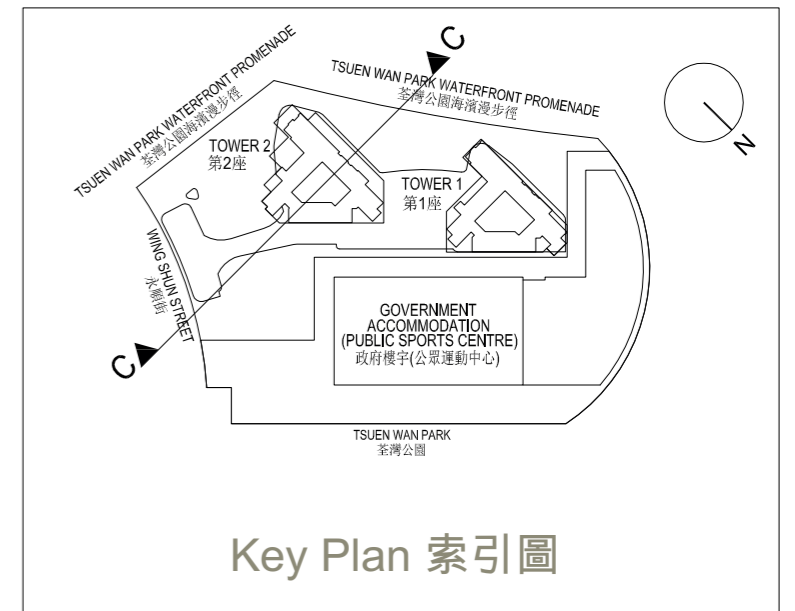 C
TSUEN WAN PARK WATERFRONT PROMENADE
荃灣公園海濱漫步徑
TSUEN WAN PARK WATERFRONT PROMENADE
荃灣公園海濱漫步徑
N
TOWER 2
第2座
TOWER 1
第1座
WING SHUN STREET
永順街
C
GOVERNMENT
ACCOMMODATION
(PUBLIC SPORTS CENTRE)
政府樓宇(公眾運動中心)
TSUEN WAN PARK
荃灣公園
Key Plan 索引圖